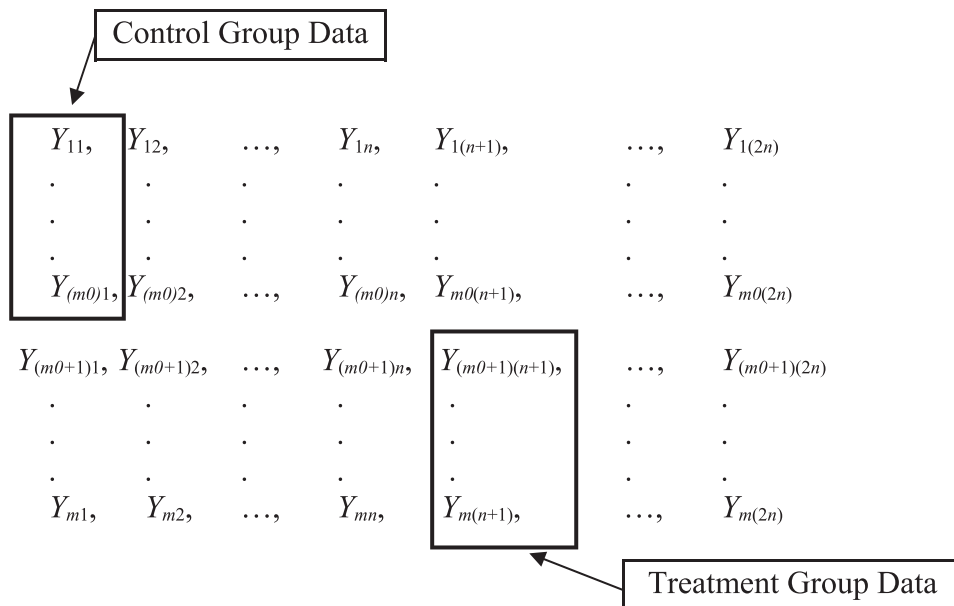 Control Group Data
Y11, Y12, ..., Y1n, Y1(n+1), ..., Y1(2n)
. . . . . . .
. . . . . . .
. . . . . . .
Y(m0)1, Y(m0)2, ..., Y(m0)n, Ym0(n+1), ..., Ym0(2n)
Y(m0+1)1, Y(m0+1)2, ..., Y(m0+1)n, Y(m0+1)(n+1), ..., Y(m0+1)(2n)
. . . . . . .
. . . . . . .
. . . . . . .
Ym1, Ym2, ..., Ymn, Ym(n+1), ..., Ym(2n)
Treatment Group Data